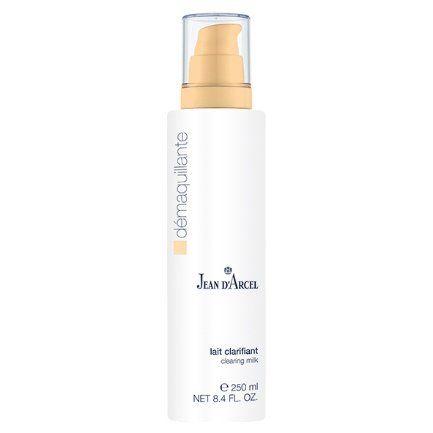 démaquillante
JEAN D'ARCEL
lait clarifiant
clearing milk
℮ 250 ml
NET 8.4 FL. OZ.